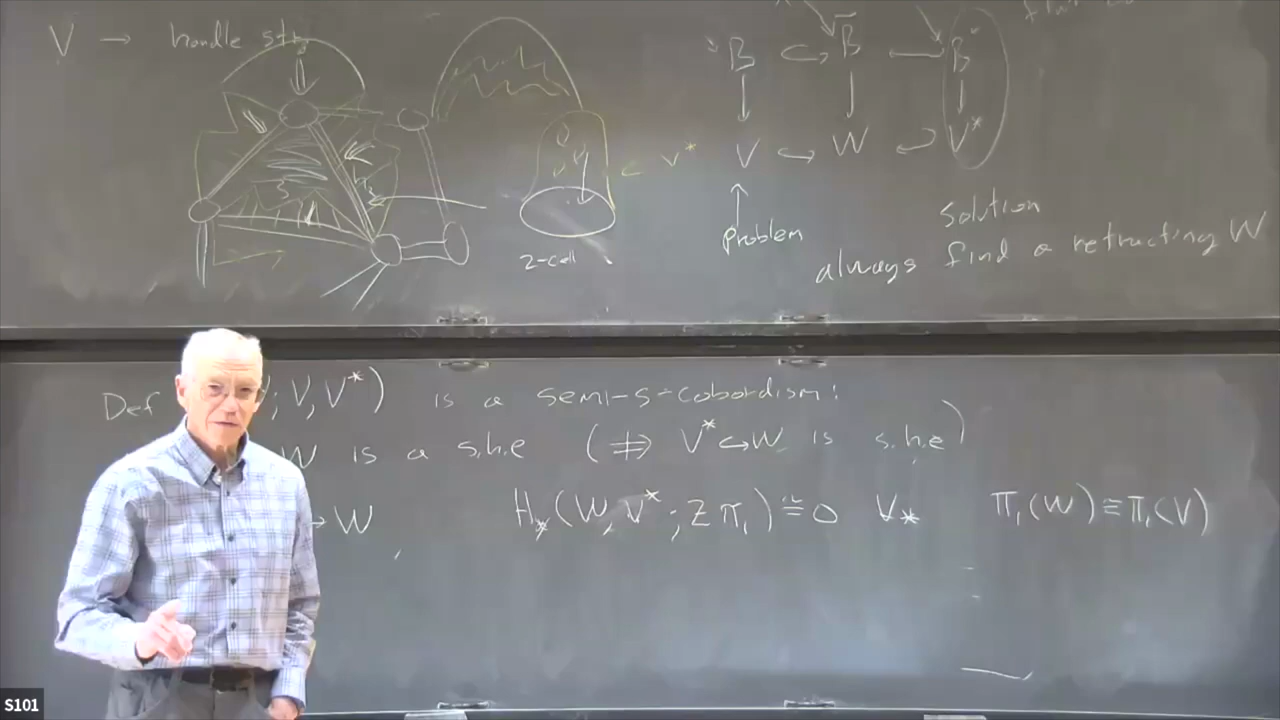 V → handle str
B ⊂→ B̅ ← B*
V ↪ W ↩ V*
< v*
↑
Problem
2-cell
solution
always find a retracting W
Def ; V, V*) is a semi-s-cobordism:
W is a s.h.e (⇏ V* ↪ W is s.h.e)
→ W H_*(W, V*; Zπ₁) ≅ 0 V* π₁(W) ≅ π₁(V)
S101